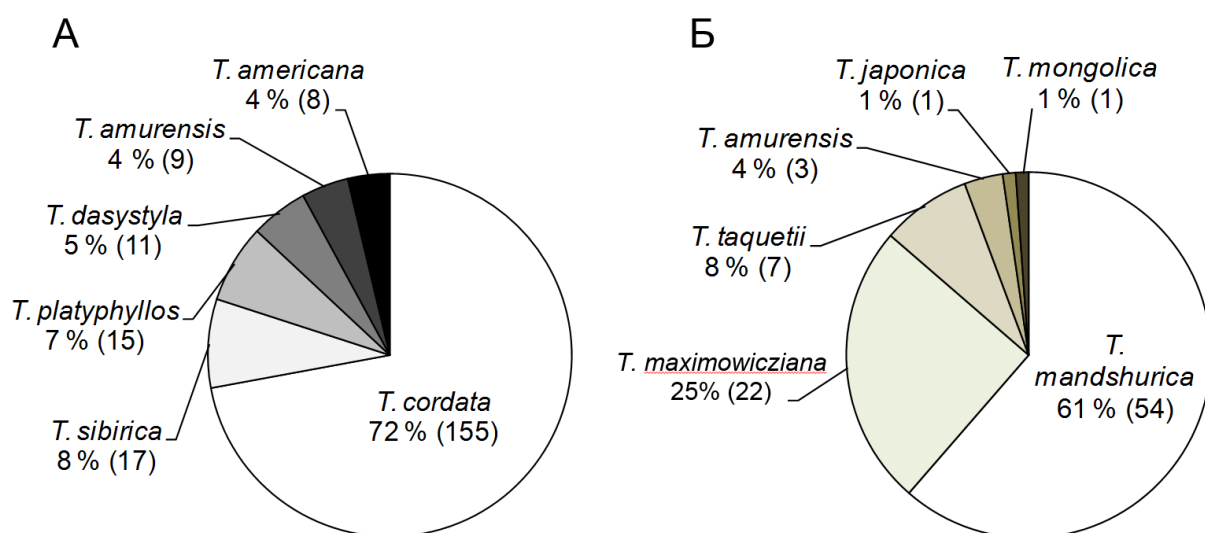 А
T. americana
4 % (8)
T. amurensis
4 % (9)
T. dasystyla
5 % (11)
T. platyphyllos
7 % (15)
T. sibirica
8 % (17)
T. cordata
72 % (155)
Б
T. japonica
1 % (1)
T. mongolica
1 % (1)
T. amurensis
4 % (3)
T. taquetii
8 % (7)
T. maximowicziana
25% (22)
T.
mandshurica
61 % (54)